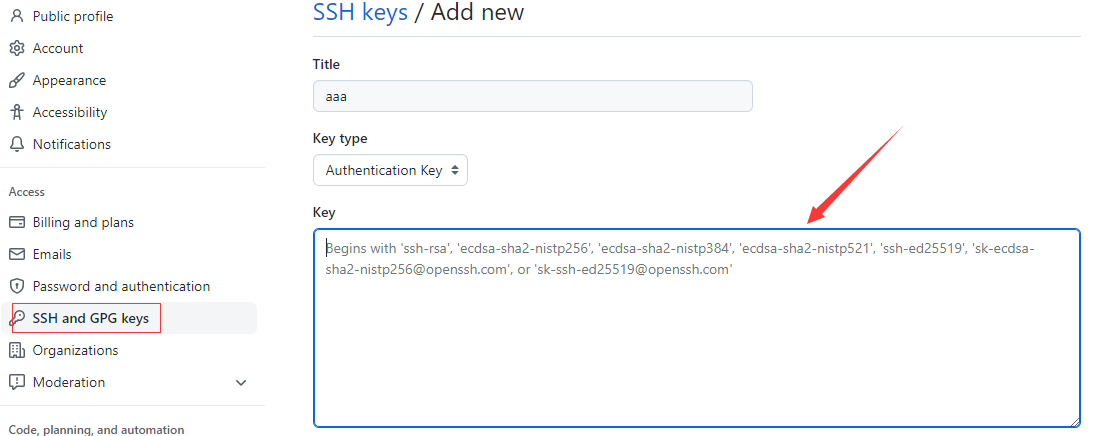 Public profile
Account
Appearance
Accessibility
Notifications
Access
Billing and plans
Emails
Password and authentication
SSH and GPG keys
Organizations
Moderation
Code, planning, and automation
SSH keys / Add new
Title
aaa
Key type
Authentication Key
Key
Begins with 'ssh-rsa', 'ecdsa-sha2-nistp256', 'ecdsa-sha2-nistp384', 'ecdsa-sha2-nistp521', 'ssh-ed25519', 'sk-ecdsa-
sha2-nistp256@openssh.com', or 'sk-ssh-ed25519@openssh.com'